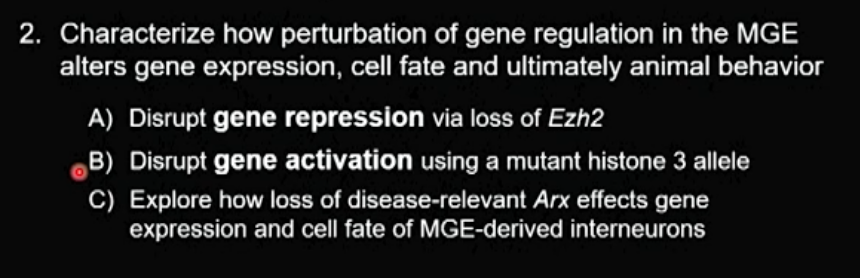 2. Characterize how perturbation of gene regulation in the MGE
alters gene expression, cell fate and ultimately animal behavior
A) Disrupt gene repression via loss of Ezh2
B) Disrupt gene activation using a mutant histone 3 allele
C) Explore how loss of disease-relevant Arx effects gene
expression and cell fate of MGE-derived interneurons